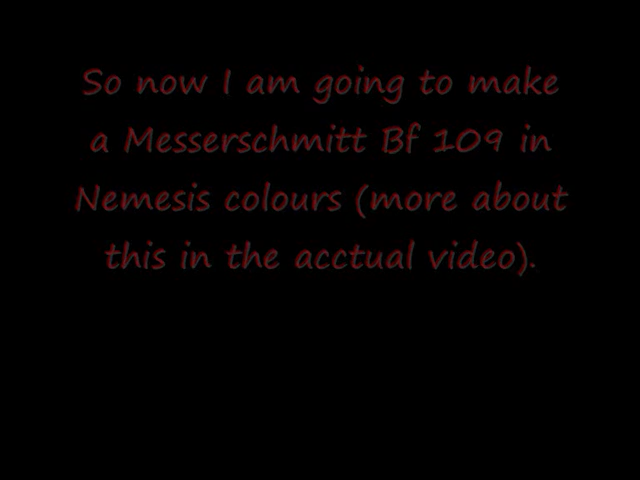 So now I am going to make
a Messerschmitt Bf 109 in
Nemesis colours (more about
this in the acctual video).